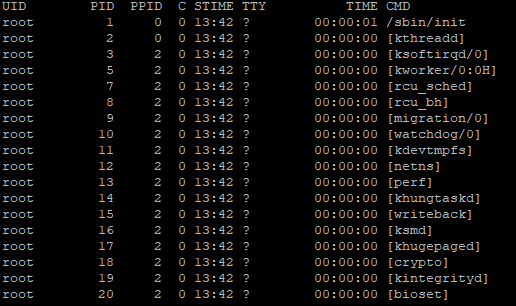 UID        PID  PPID  C STIME TTY          TIME CMD
root         1     0  0 13:42 ?        00:00:01 /sbin/init
root         2     0  0 13:42 ?        00:00:00 [kthreadd]
root         3     2  0 13:42 ?        00:00:00 [ksoftirqd/0]
root         5     2  0 13:42 ?        00:00:00 [kworker/0:0H]
root         7     2  0 13:42 ?        00:00:00 [rcu_sched]
root         8     2  0 13:42 ?        00:00:00 [rcu_bh]
root         9     2  0 13:42 ?        00:00:00 [migration/0]
root        10     2  0 13:42 ?        00:00:00 [watchdog/0]
root        11     2  0 13:42 ?        00:00:00 [kdevtmpfs]
root        12     2  0 13:42 ?        00:00:00 [netns]
root        13     2  0 13:42 ?        00:00:00 [perf]
root        14     2  0 13:42 ?        00:00:00 [khungtaskd]
root        15     2  0 13:42 ?        00:00:00 [writeback]
root        16     2  0 13:42 ?        00:00:00 [ksmd]
root        17     2  0 13:42 ?        00:00:00 [khugepaged]
root        18     2  0 13:42 ?        00:00:00 [crypto]
root        19     2  0 13:42 ?        00:00:00 [kintegrityd]
root        20     2  0 13:42 ?        00:00:00 [bioset]